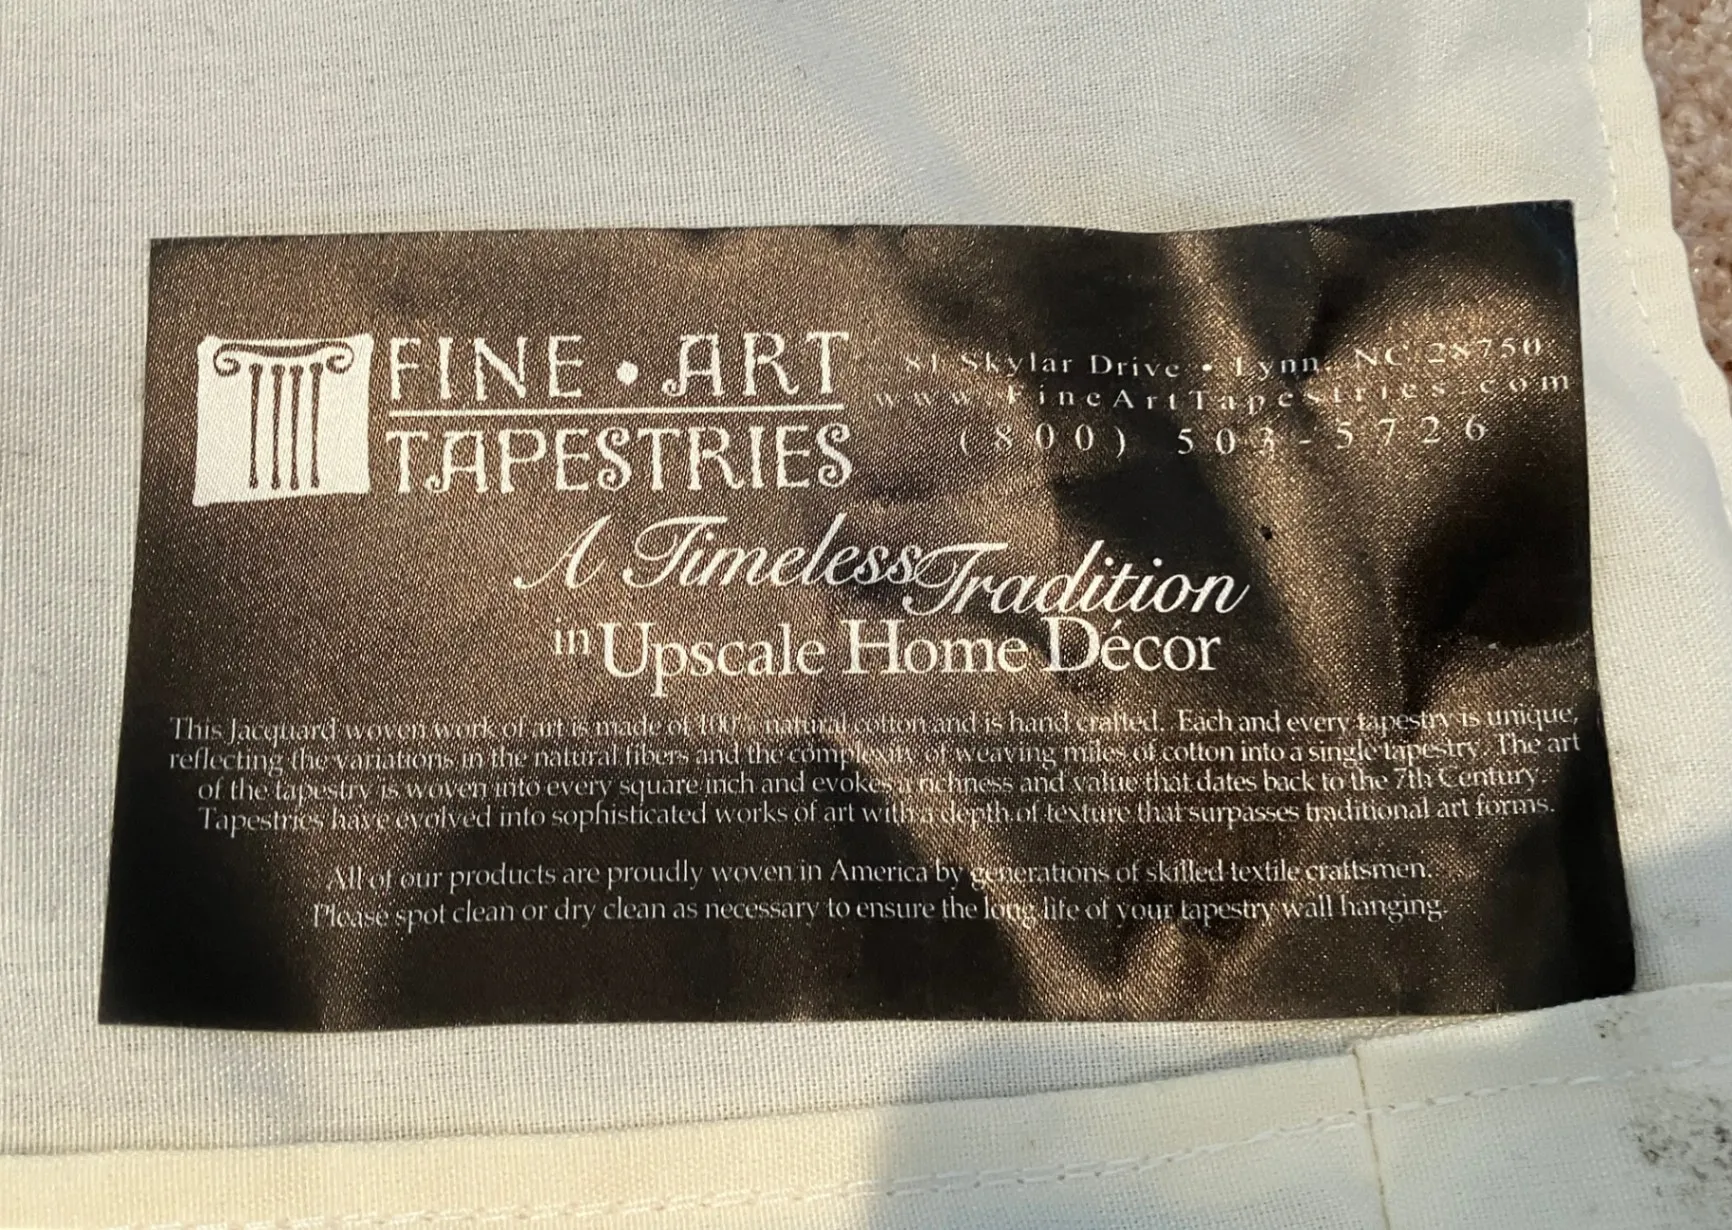 FINE • ART
TAPESTRIES
81 Skylar Drive • Lynn, NC 28750
www.FineArtTapestries.com
(800) 503-5726
A Timeless Tradition
in Upscale Home Décor
This Jacquard woven work of art is made of 100% natural cotton and is hand crafted. Each and every tapestry is unique,
reflecting the variations in the natural fibers and the complexity of weaving miles of cotton into a single tapestry. The art
of the tapestry is woven into every square inch and evokes a richness and value that dates back to the 7th Century.
Tapestries have evolved into sophisticated works of art with a depth of texture that surpasses traditional art forms.
All of our products are proudly woven in America by generations of skilled textile craftsmen.
Please spot clean or dry clean as necessary to ensure the long life of your tapestry wall hanging.